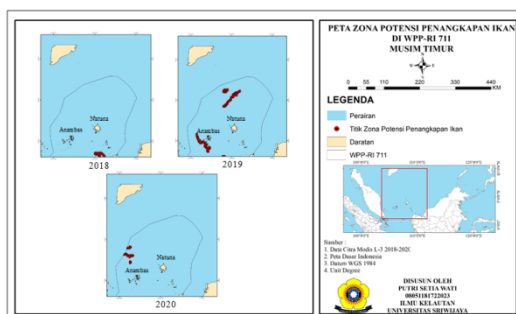 Natuna
Anambas
2018
Natuna
Anambas
2019
Natuna
Anambas
2020
PETA ZONA POTENSI PENANGKAPAN IKAN
DI WPP-RI 711
MUSIM TIMUR
0 55 110 220 330 440
KM
LEGENDA
Perairan
Titik Zona Potensi Penangkapan Ikan
Daratan
WPP-RI 711
Sumber :
1. Data Citra Modis L-3 2018-2020
2. Peta Dasar Indonesia
3. Datum WGS 1984
4. Unit Degree
DISUSUN OLEH
PUTRI SETIA WATI
08051181722023
ILMU KELAUTAN
UNIVERSITAS SRIWIJAYA